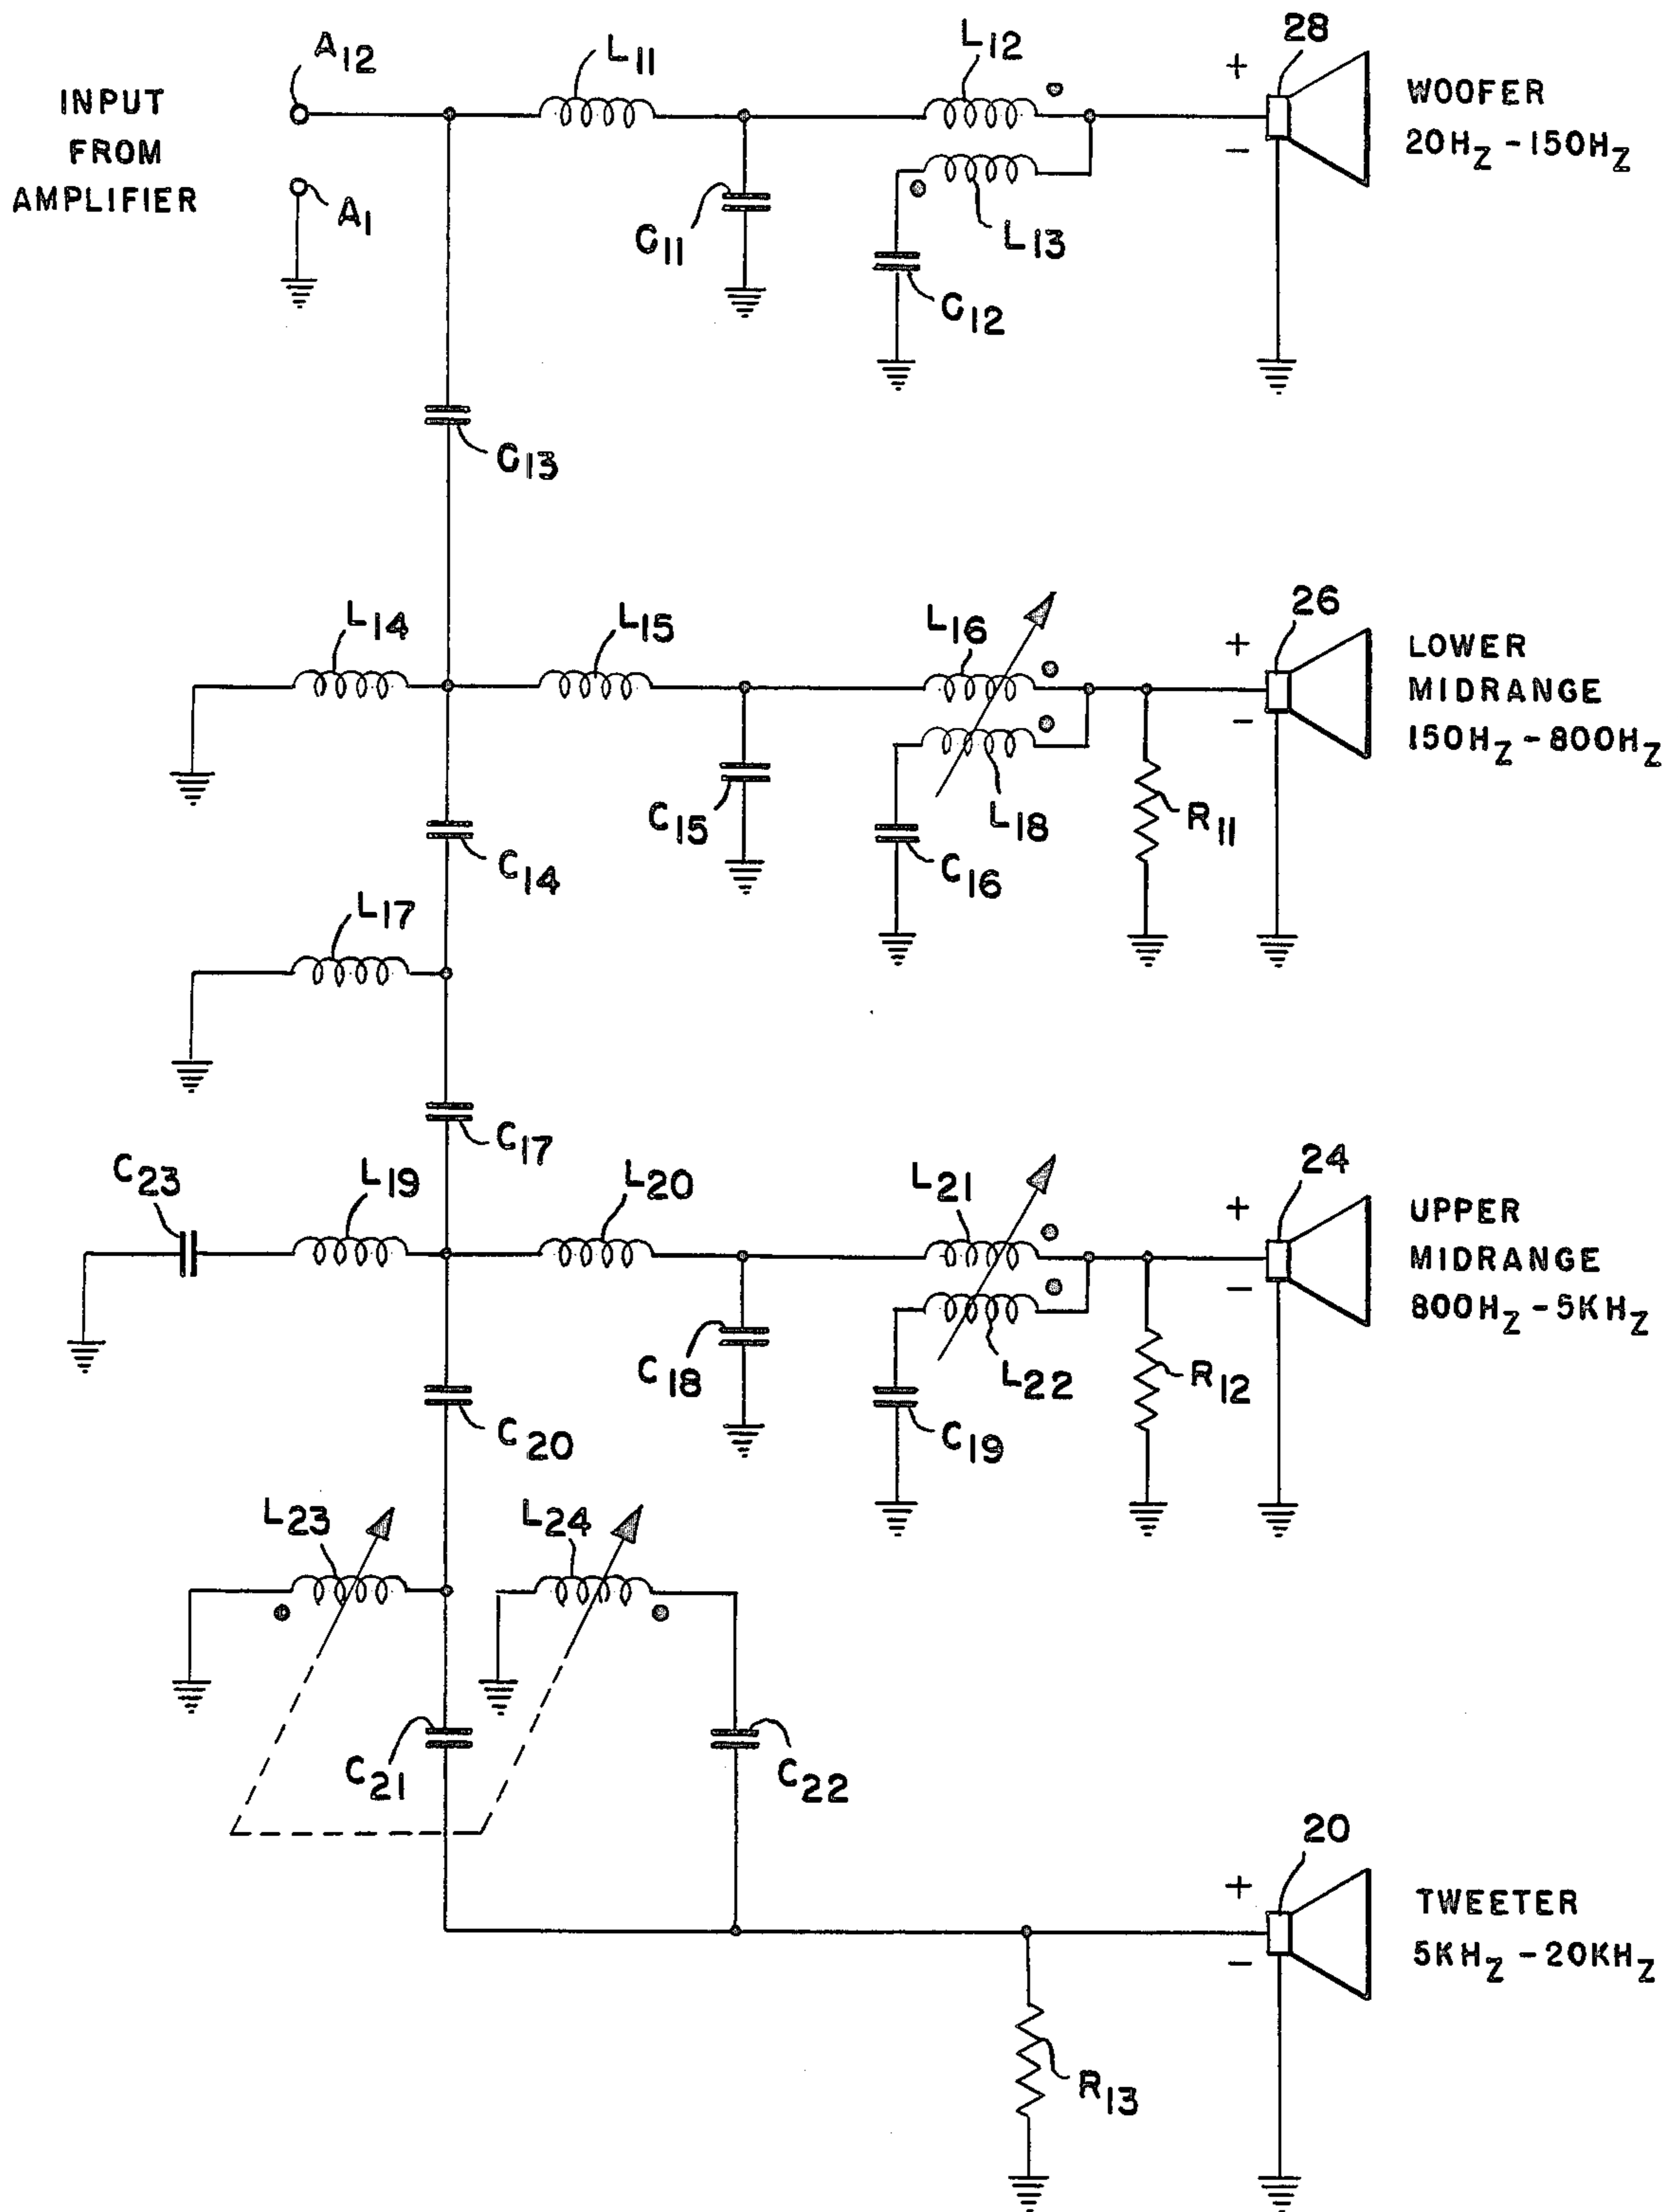 A12
L11
L12
28
INPUT
FROM
AMPLIFIER
+
WOOFER
20HZ - 150HZ
−
A1
C11
L13
C12
C13
L14
L15
L16
26
+
LOWER
MIDRANGE
150HZ - 800HZ
−
C15
L18
R11
C14
C16
L17
C17
C23
L19
L20
L21
24
+
UPPER
MIDRANGE
800HZ - 5KHZ
−
C18
L22
R12
C20
C19
L23
L24
C21
C22
20
+
TWEETER
5KHZ - 20KHZ
−
R13